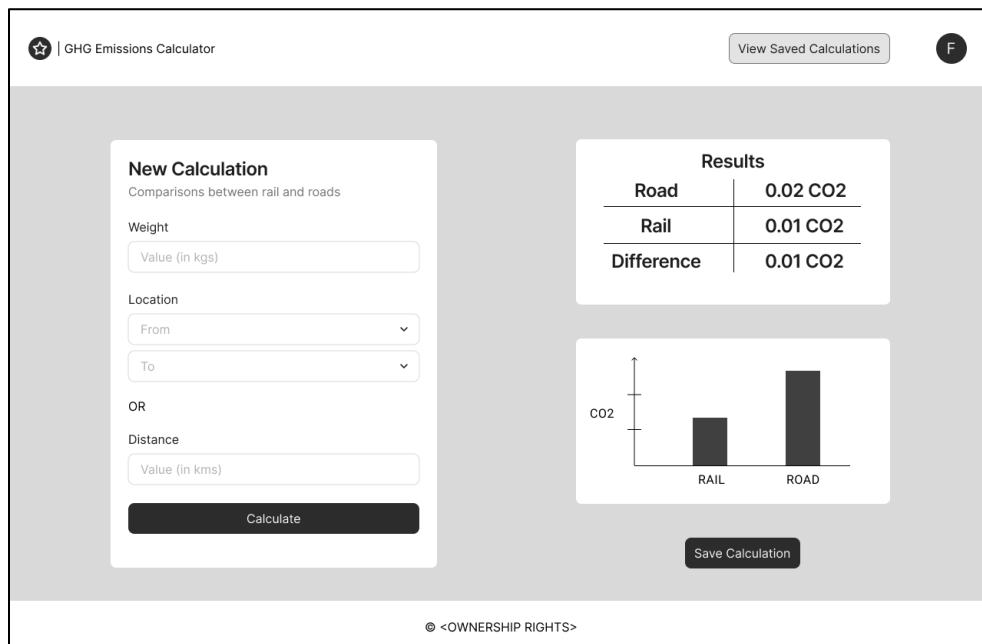 | GHG Emissions Calculator
View Saved Calculations
F
New Calculation
Comparisons between rail and roads
Weight
Value (in kgs)
Location
From
To
OR
Distance
Value (in kms)
Calculate
Results
Road 0.02 CO2
Rail 0.01 CO2
Difference 0.01 CO2
CO2
RAIL ROAD
Save Calculation
© <OWNERSHIP RIGHTS>